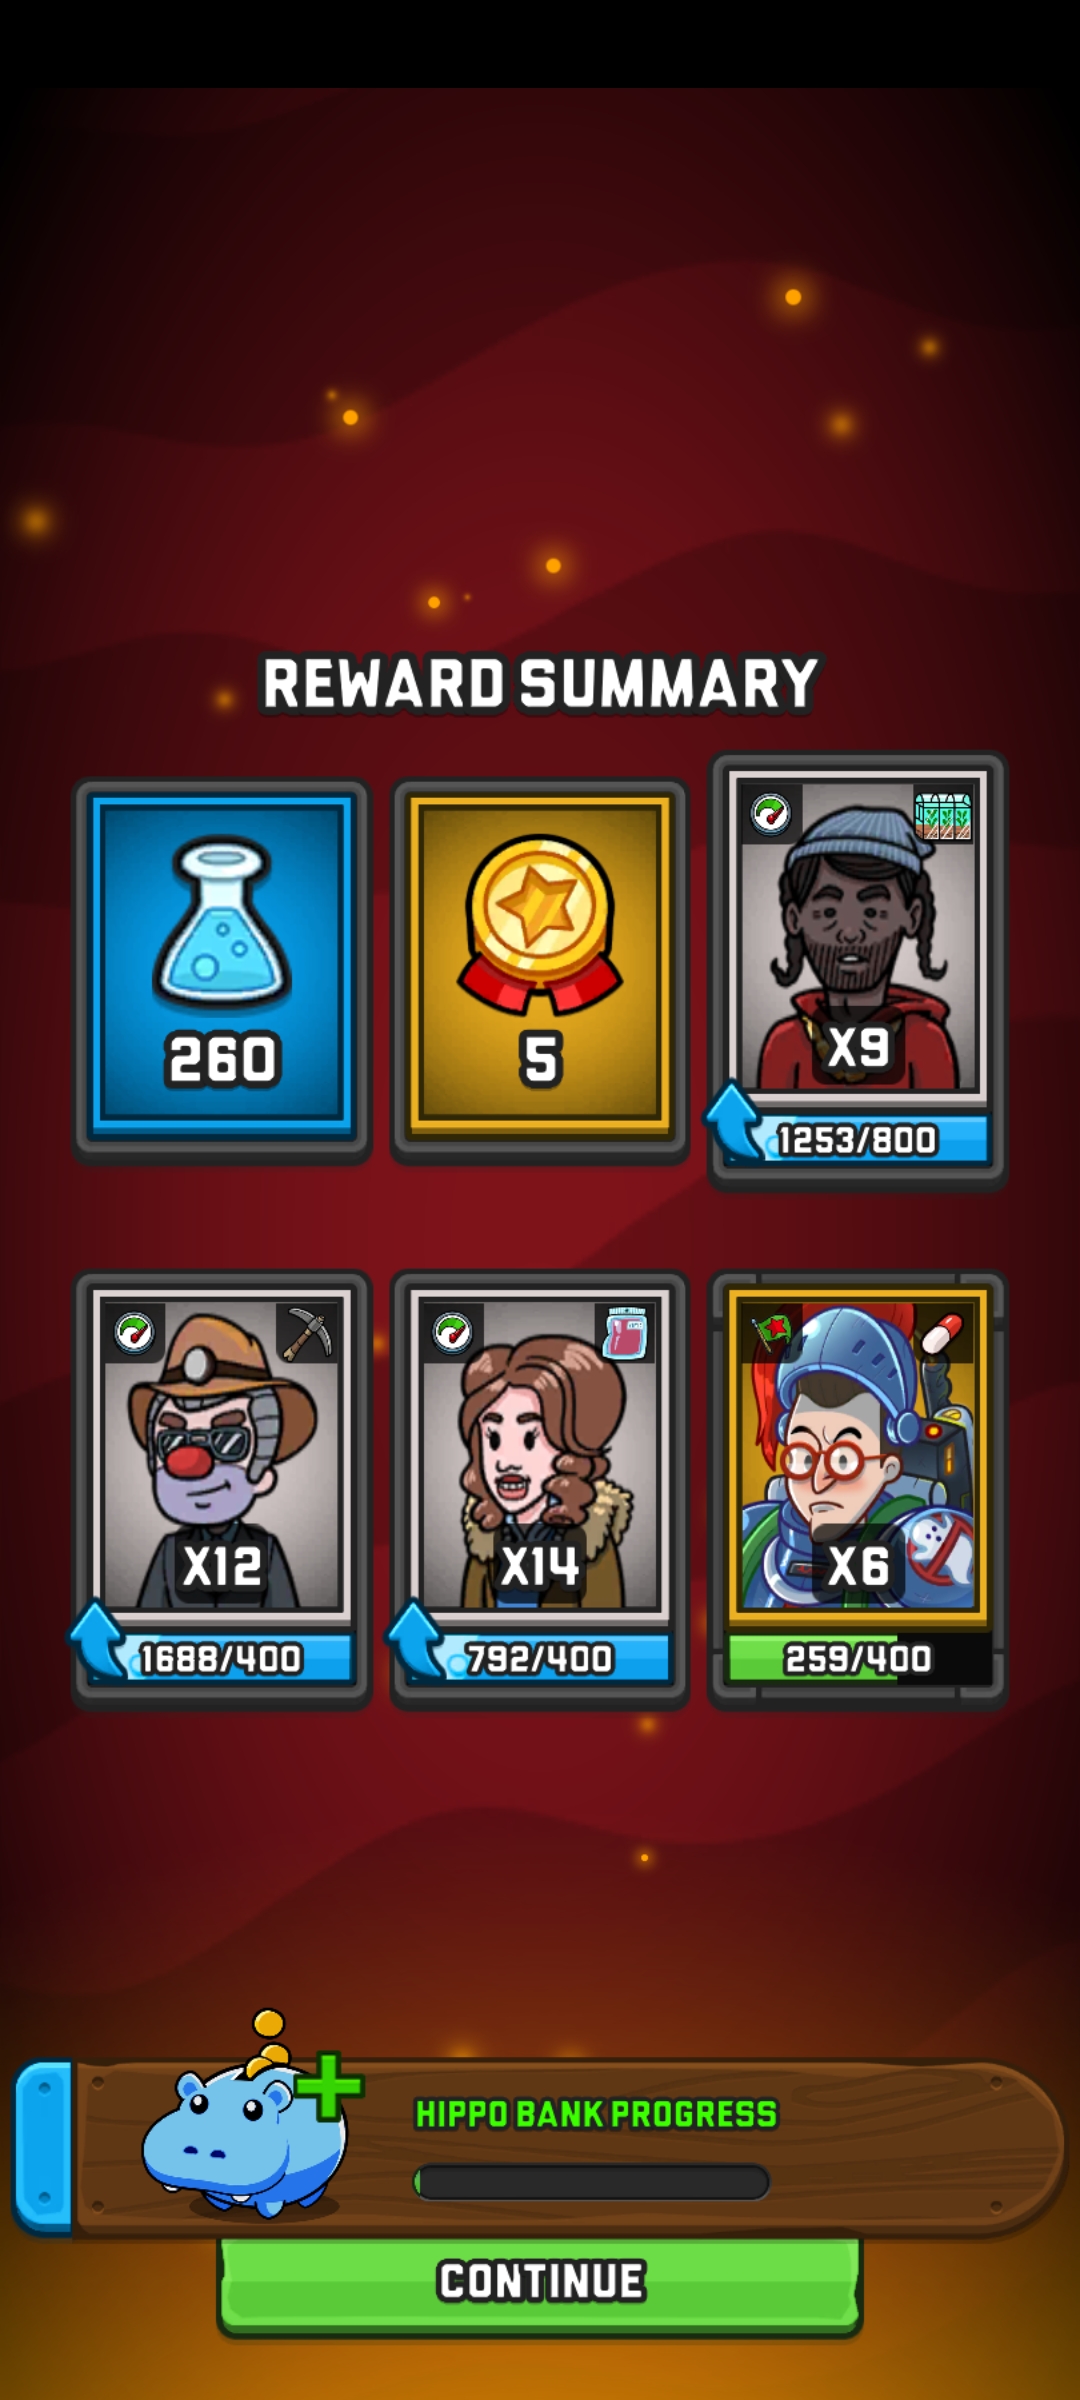 REWARD SUMMARY
260
5
X9
1253/800
X12
1688/400
X14
792/400
X6
259/400
HIPPO BANK PROGRESS
CONTINUE